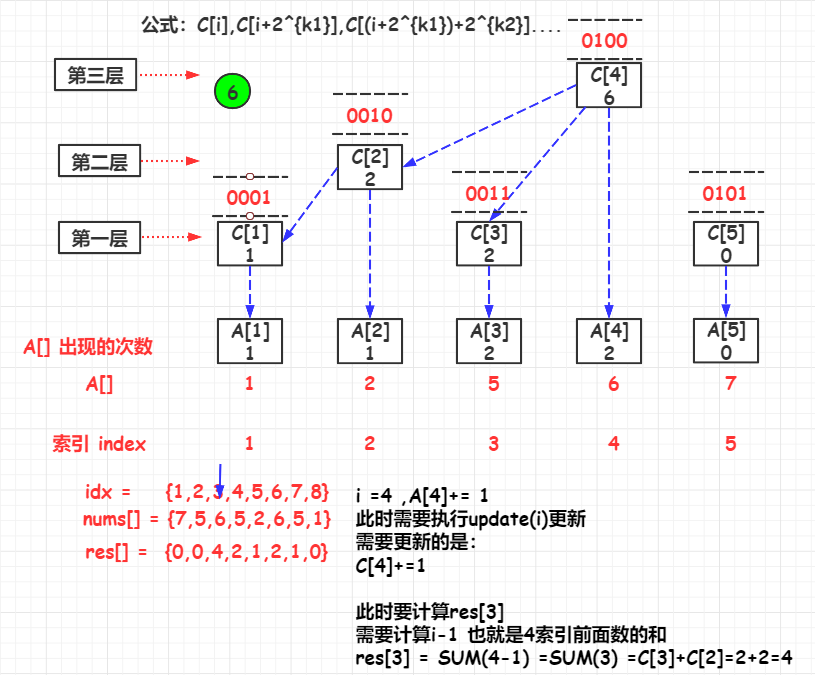 公式：C[i],C[i+2^{k1}],C[(i+2^{k1})+2^{k2}]....
0100
第三层
6
C[4]
6
0010
第二层
C[2]
2
0001
0011
0101
第一层
C[1]
1
C[3]
2
C[5]
0
A[] 出现的次数
A[1]
1
A[2]
1
A[3]
2
A[4]
2
A[5]
0
A[] 1 2 5 6 7
索引 index 1 2 3 4 5
idx = {1,2,3,4,5,6,7,8}
nums[] = {7,5,6,5,2,6,5,1}
res[] = {0,0,4,2,1,2,1,0}
i =4 ,A[4]+= 1
此时需要执行update(i)更新
需要更新的是：
C[4]+=1
此时要计算res[3]
需要计算i-1 也就是4索引前面数的和
res[3] = SUM(4-1) =SUM(3) =C[3]+C[2]=2+2=4